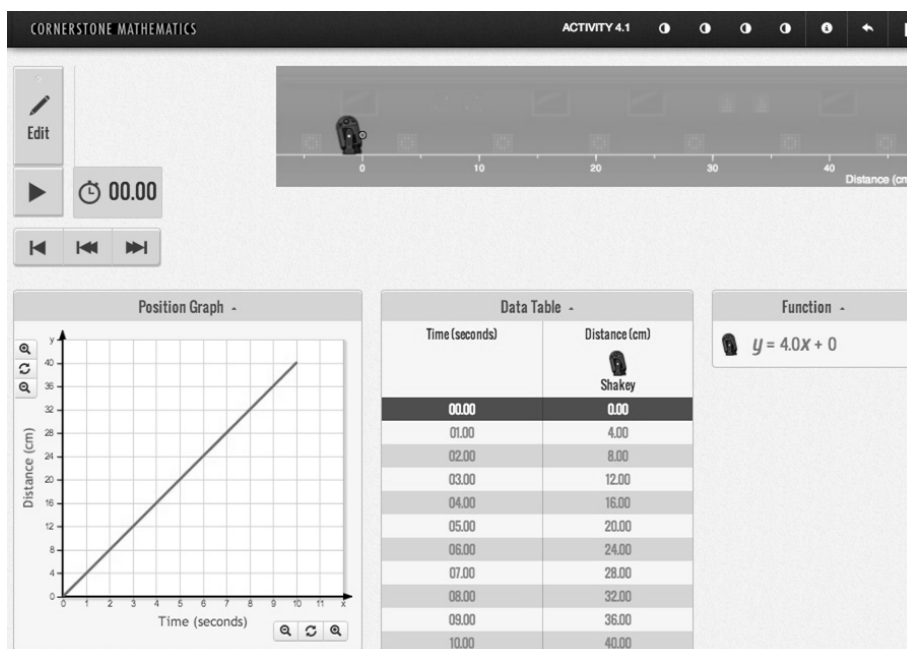 CORNERSTONE MATHEMATICS
ACTIVITY 4.1
Edit
00.00
0 10 20 30 40
Distance (cm
Position Graph
y
40
36
32
28
24
20
16
12
8
4
0
Distance (cm)
0 1 2 3 4 5 6 7 8 9 10 11 x
Time (seconds)
Data Table
Time (seconds) Distance (cm)
Shakey
00.00 0.00
01.00 4.00
02.00 8.00
03.00 12.00
04.00 16.00
05.00 20.00
06.00 24.00
07.00 28.00
08.00 32.00
09.00 36.00
10.00 40.00
Function
y = 4.0x + 0